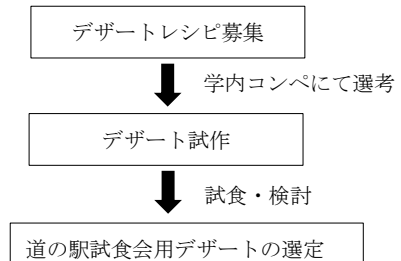 デザートレシピ募集
学内コンペにて選考
デザート試作
試食・検討
道の駅試食会用デザートの選定